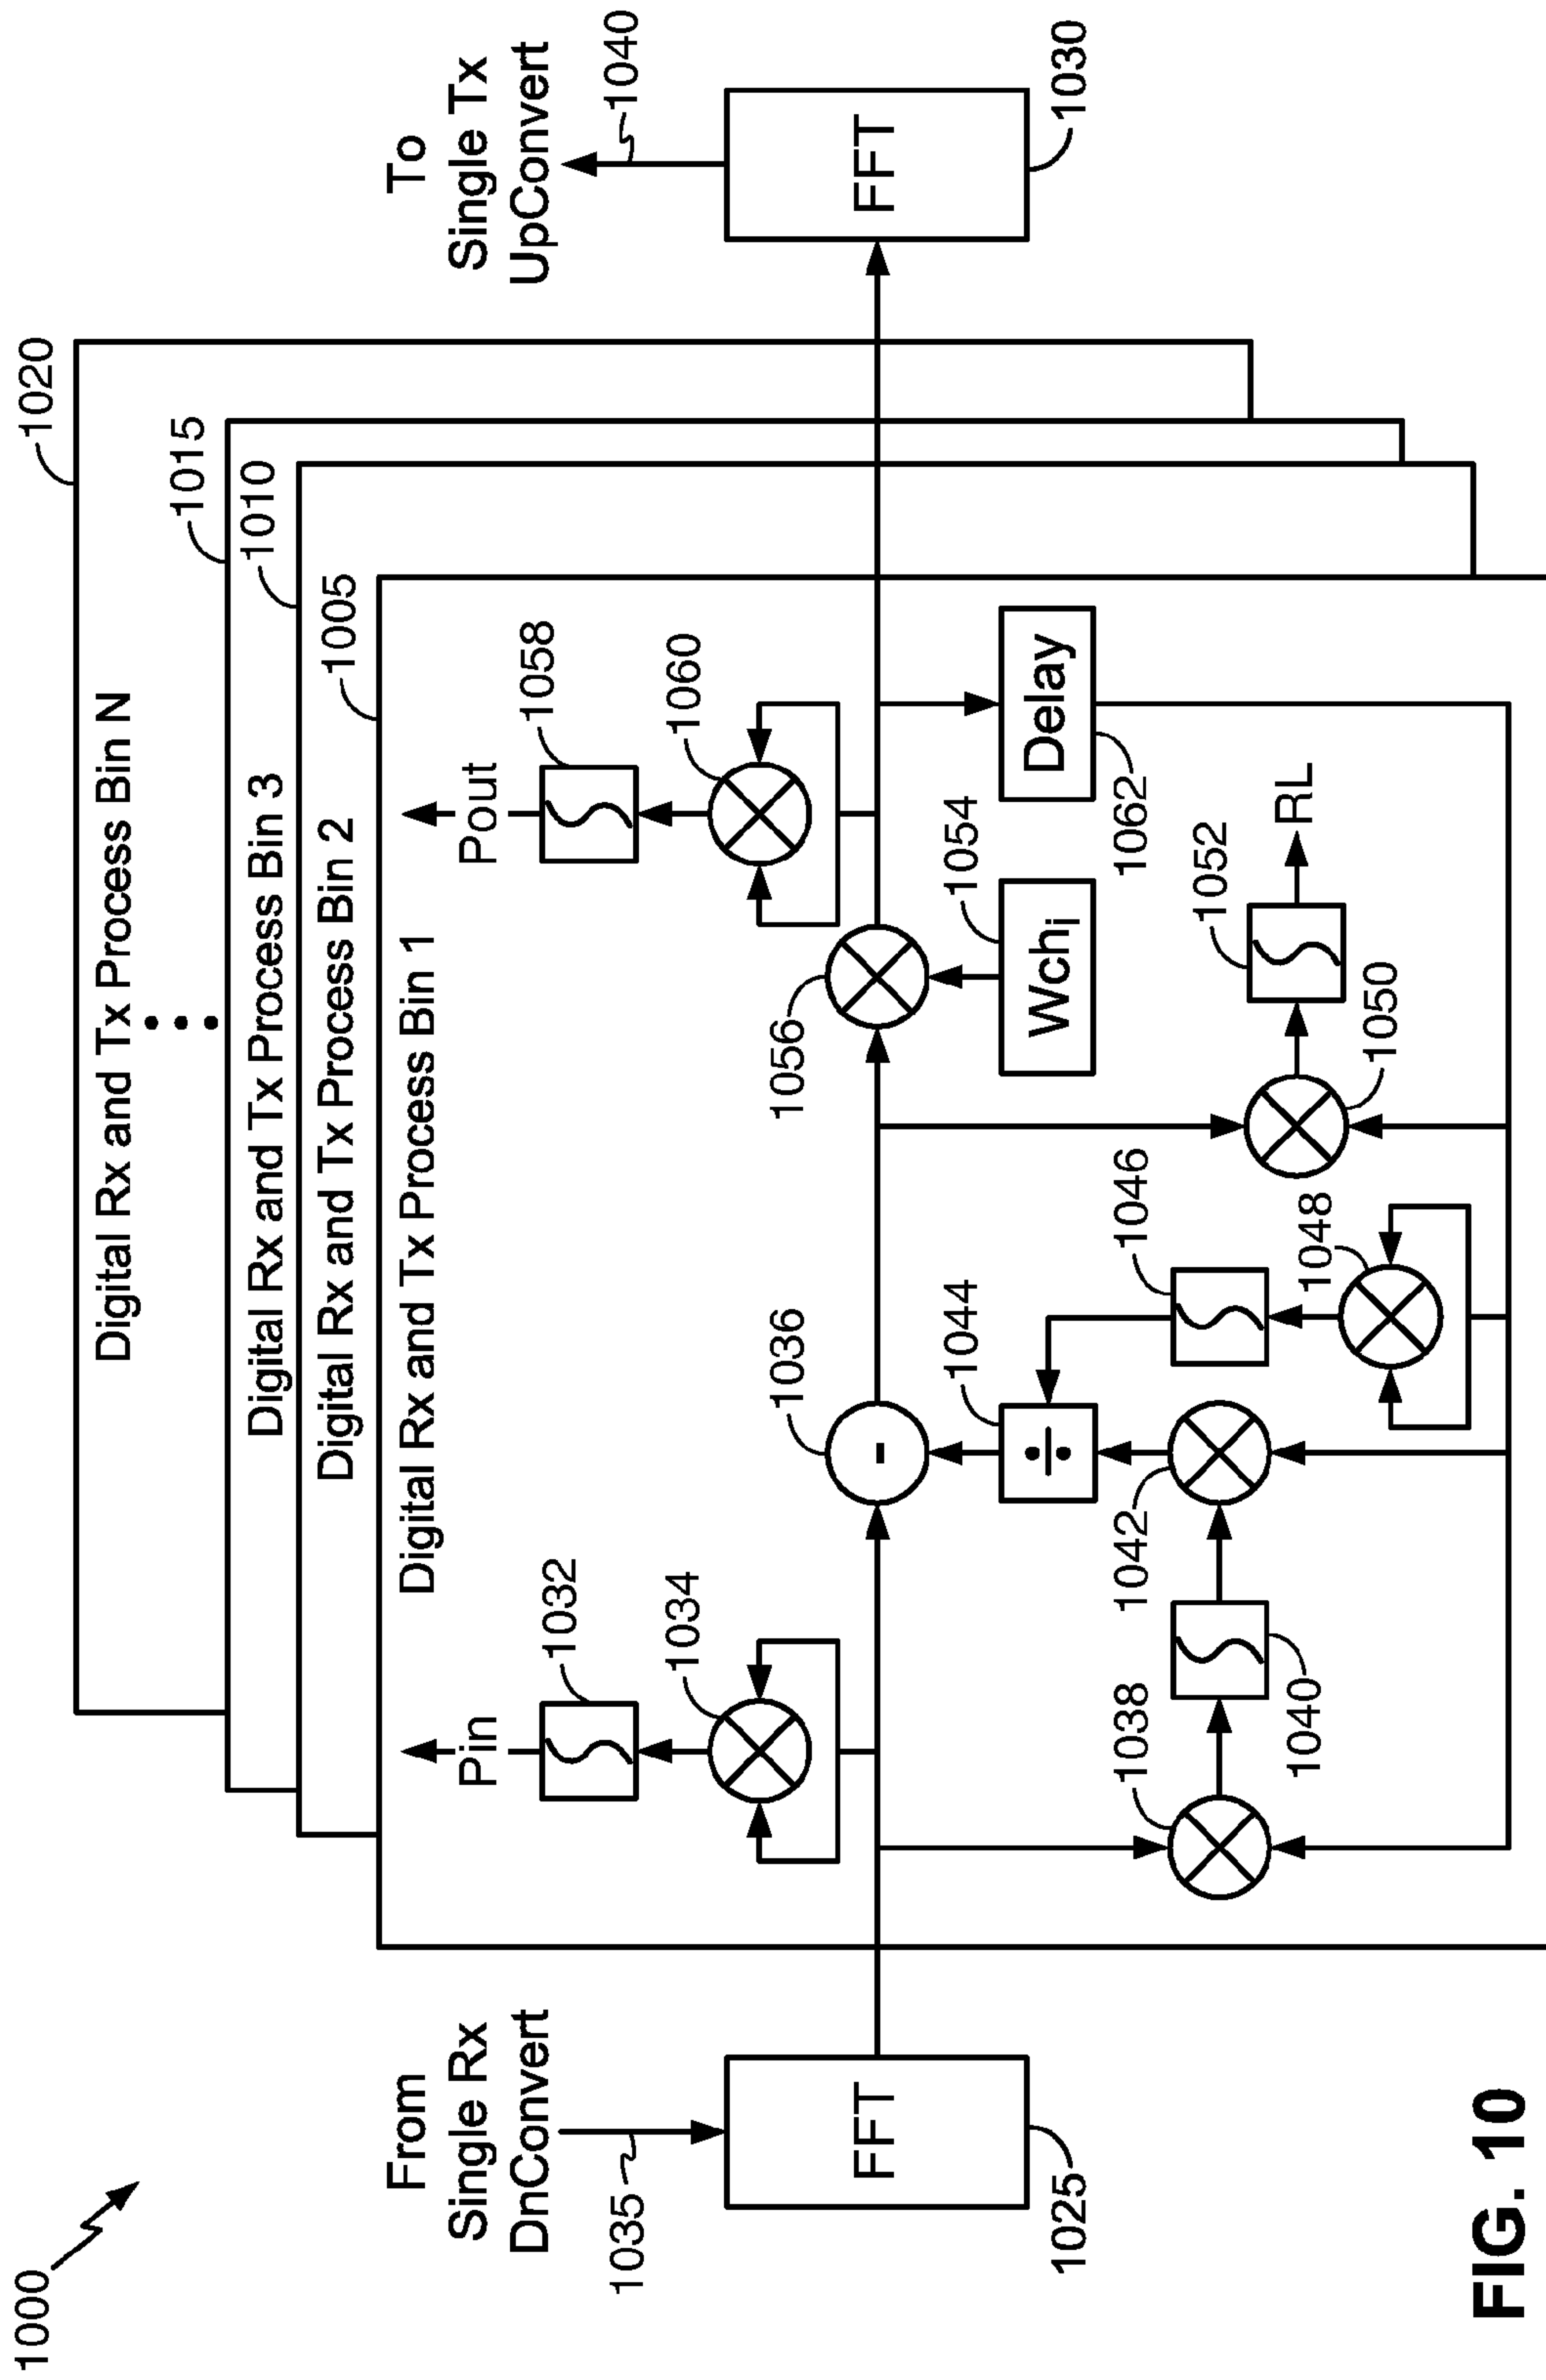 1000
1020
Digital Rx and Tx Process Bin N
1015
Digital Rx and Tx Process Bin 3
1010
Digital Rx and Tx Process Bin 2
1005
Digital Rx and Tx Process Bin 1
From
Single Rx
DnConvert
1035
FFT
1025
To
Single Tx
UpConvert
1040
FFT
1030
Pin
1032
1034
Pout
1058
1060
1036
-
1056
1044
÷
Wchi
1054
Delay
1062
1038
1040
1042
1046
1048
1050
1052
RL
FIG. 10